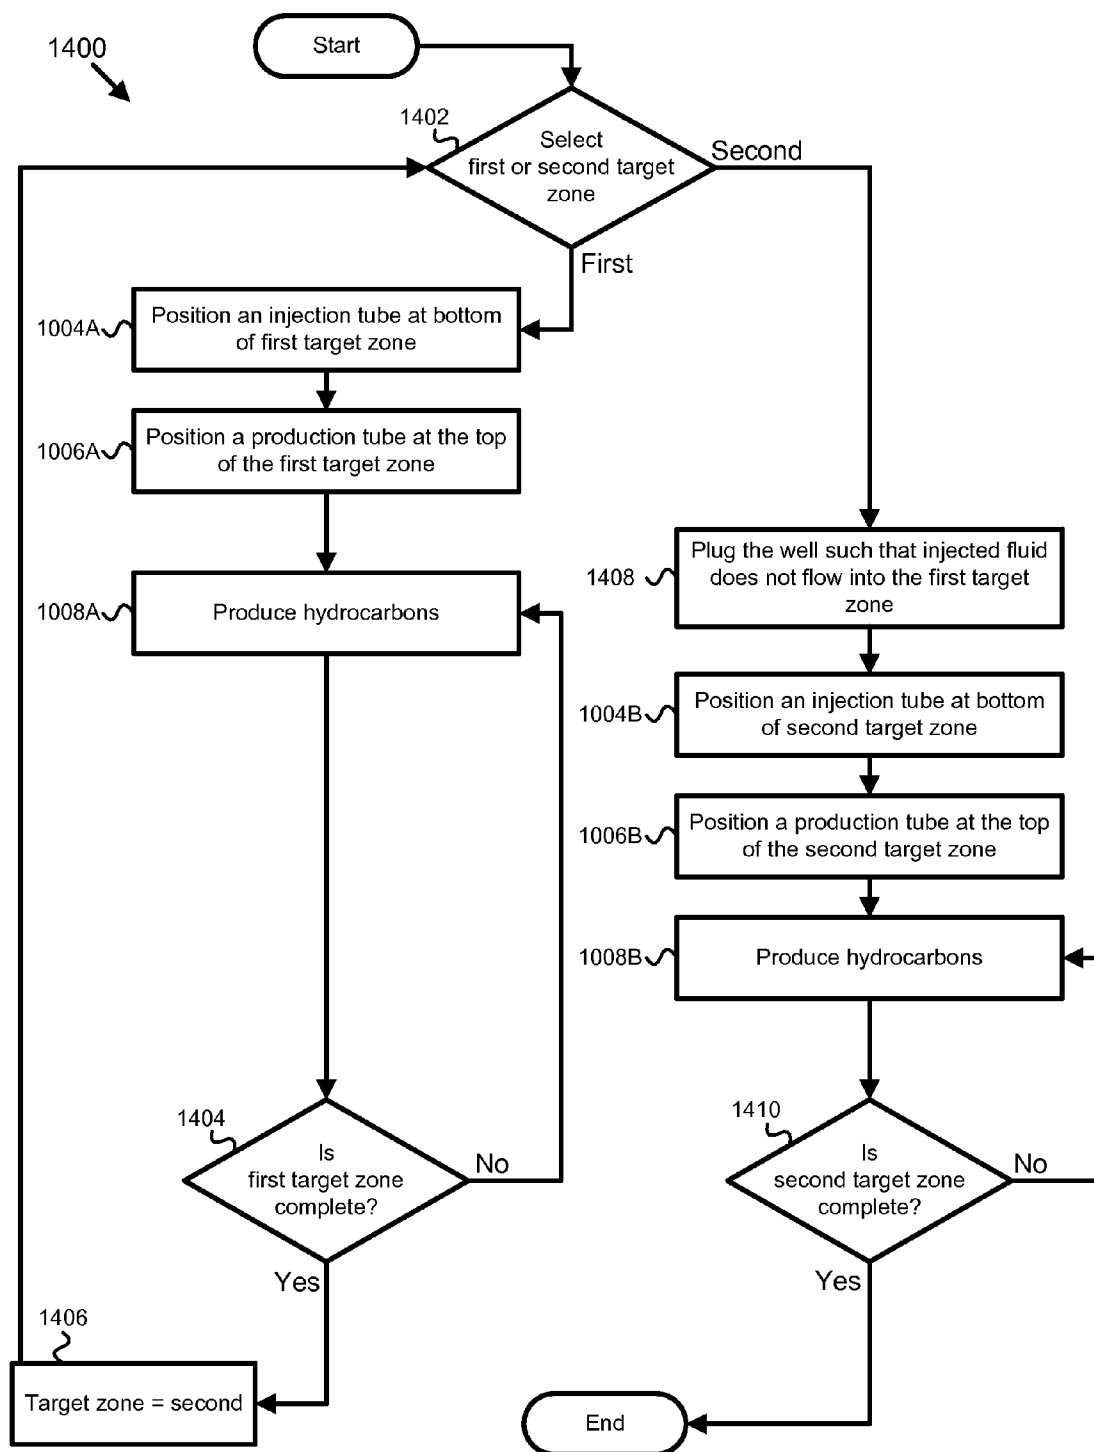 Start
1400
1402
Select
first or second target
zone
Second
First
1004A
Position an injection tube at bottom
of first target zone
1006A
Position a production tube at the top
of the first target zone
1008A
Produce hydrocarbons
1404
Is
first target zone
complete?
No
Yes
1406
Target zone = second
1408
Plug the well such that injected fluid
does not flow into the first target
zone
1004B
Position an injection tube at bottom
of second target zone
1006B
Position a production tube at the top
of the second target zone
1008B
Produce hydrocarbons
1410
Is
second target zone
complete?
No
Yes
End